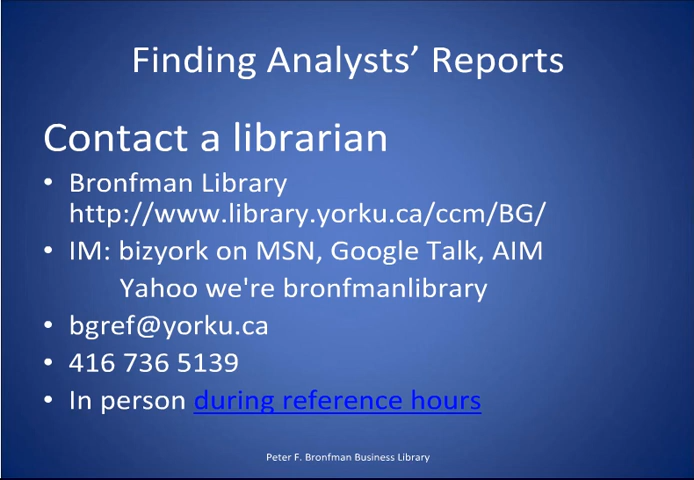 Finding Analysts’ Reports
Contact a librarian
• Bronfman Library
http://www.library.yorku.ca/ccm/BG/
• IM: bizyork on MSN, Google Talk, AIM
Yahoo we're bronfmanlibrary
• bgref@yorku.ca
• 416 736 5139
• In person during reference hours
Peter F. Bronfman Business Library